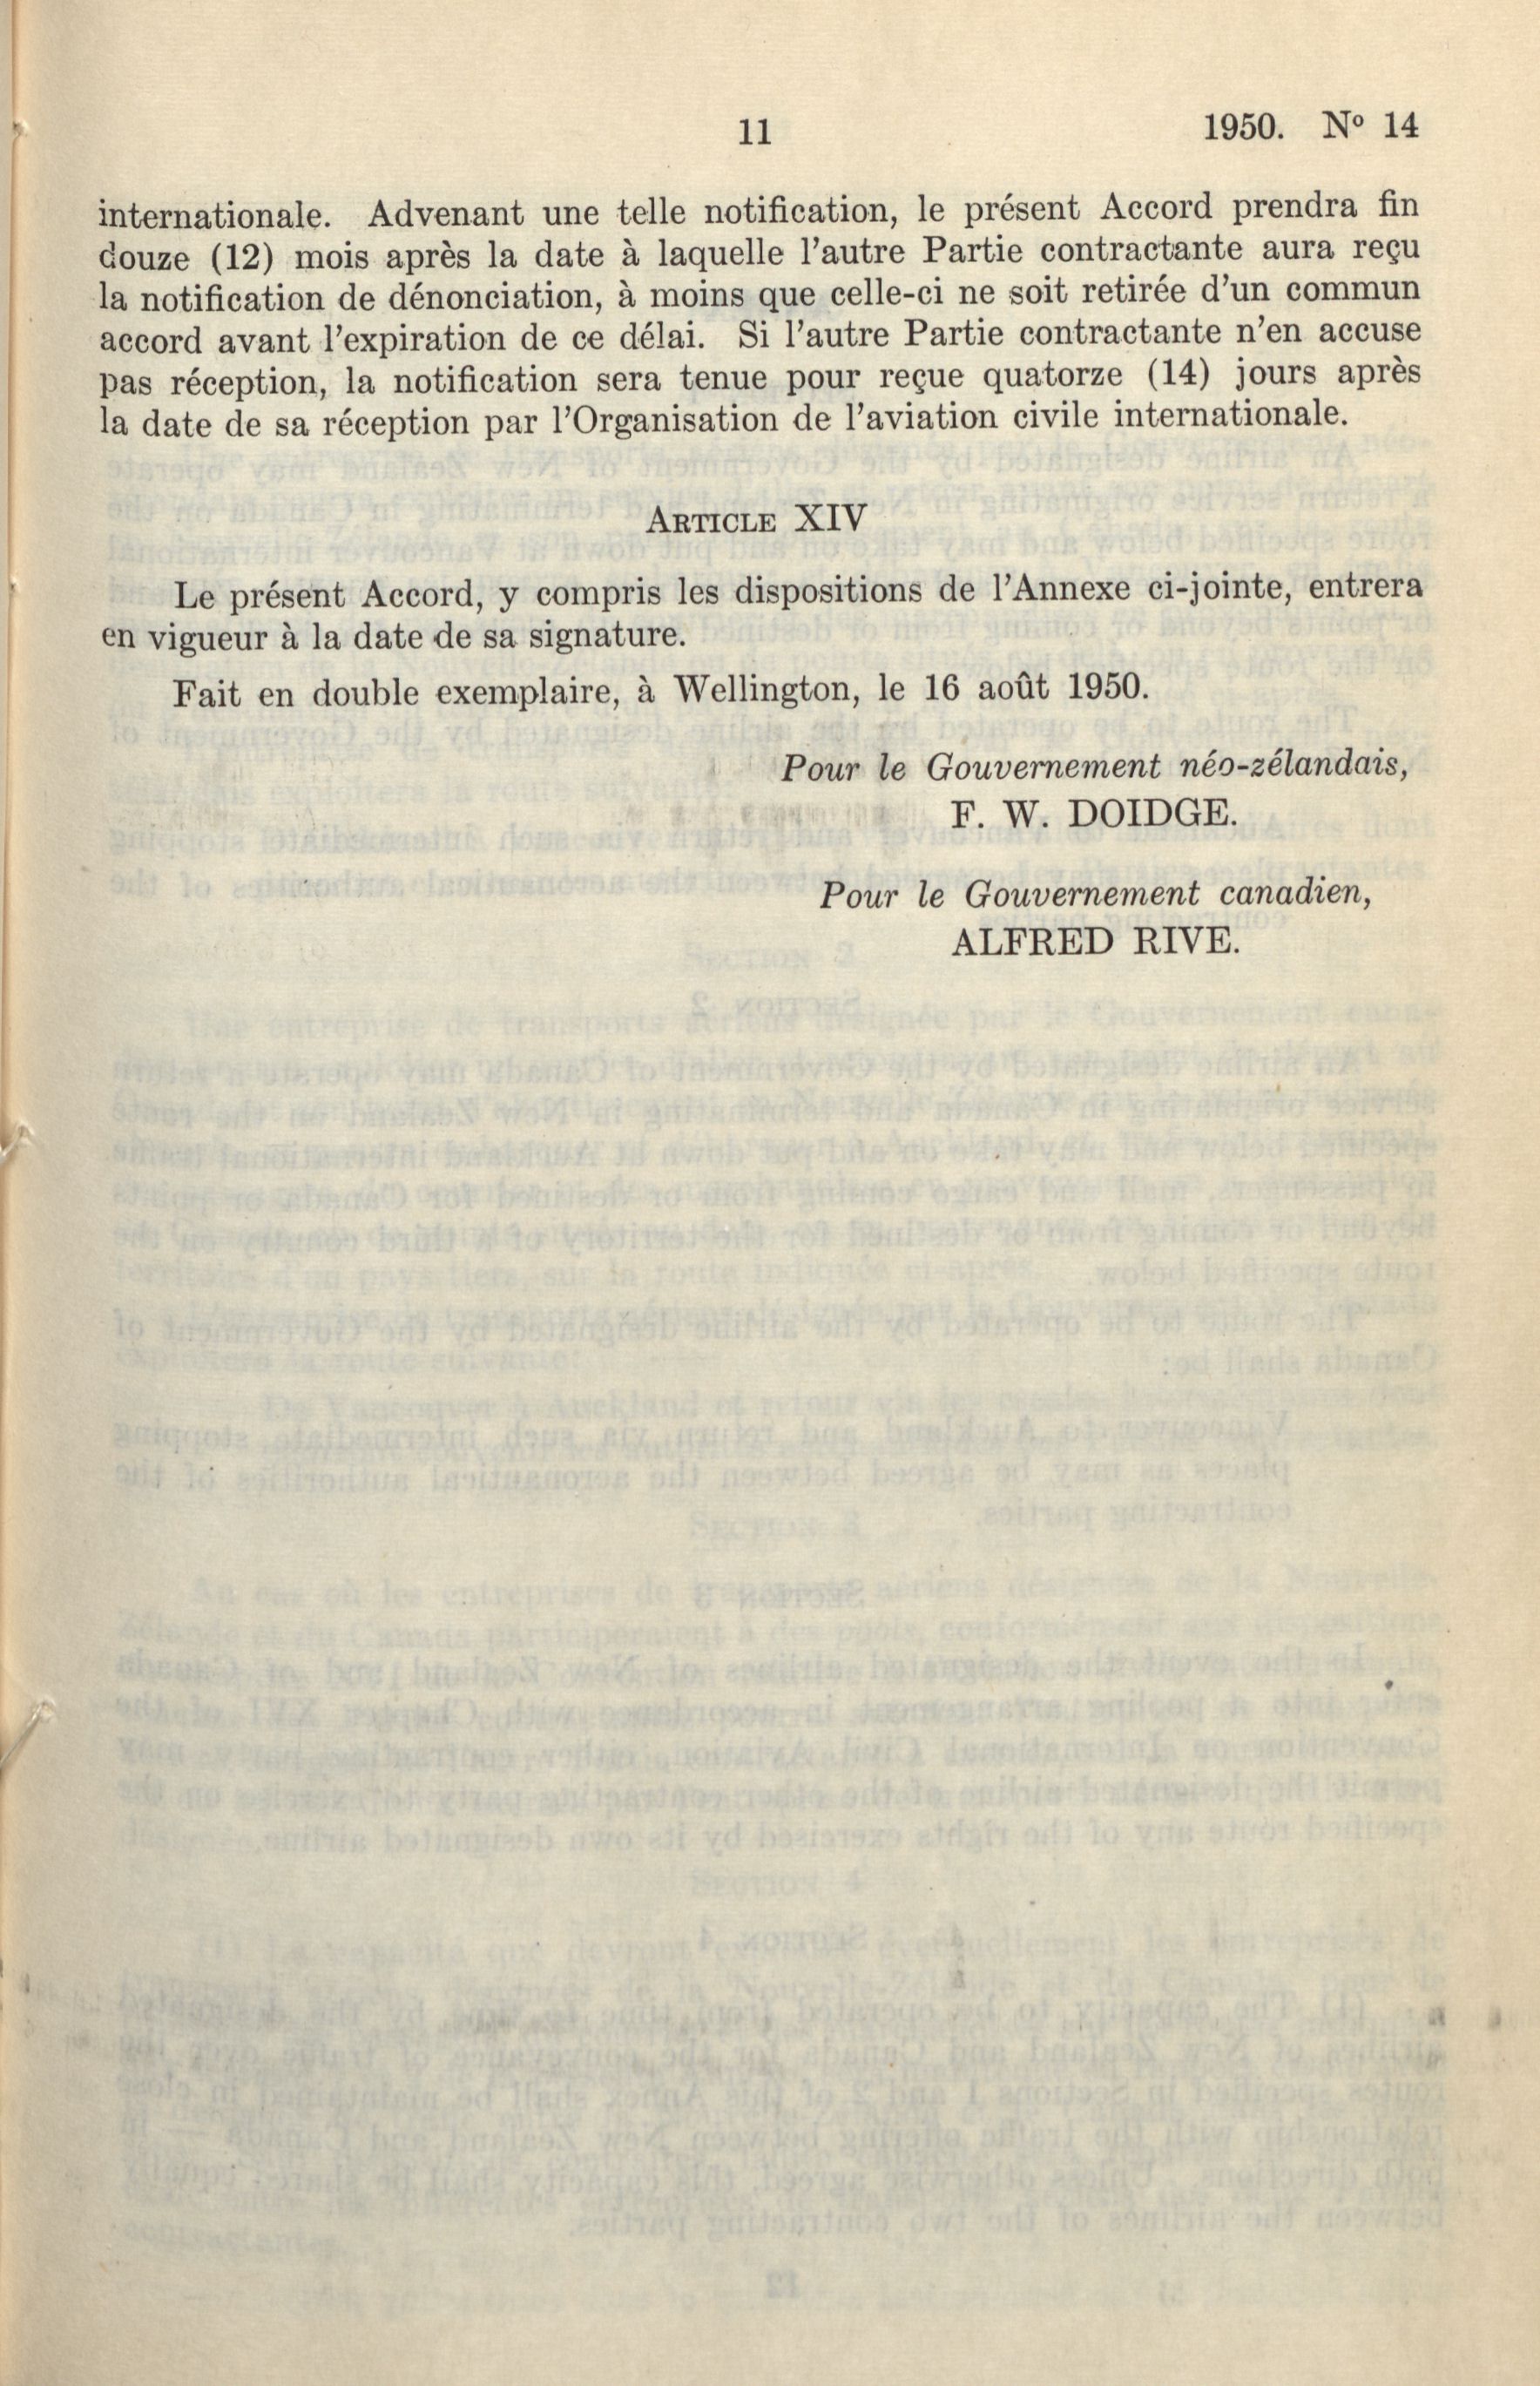 11
1950. Nº 14
internationale. Advenant une telle notification, le présent Accord prendra fin
douze (12) mois après la date à laquelle l'autre Partie contractante aura reçu
la notification de dénonciation, à moins que celle-ci ne soit retirée d'un commun
accord avant l'expiration de ce délai. Si l'autre Partie contractante n'en accuse
pas réception, la notification sera tenue pour reçue quatorze (14) jours après
la date de sa réception par l'Organisation de l'aviation civile internationale.
ARTICLE XIV
Le présent Accord, y compris les dispositions de l'Annexe ci-jointe, entrera
en vigueur à la date de sa signature.
Fait en double exemplaire, à Wellington, le 16 août 1950.
Pour le Gouvernement néo-zélandais,
F. W. DOIDGE.
Pour le Gouvernement canadien,
ALFRED RIVE.